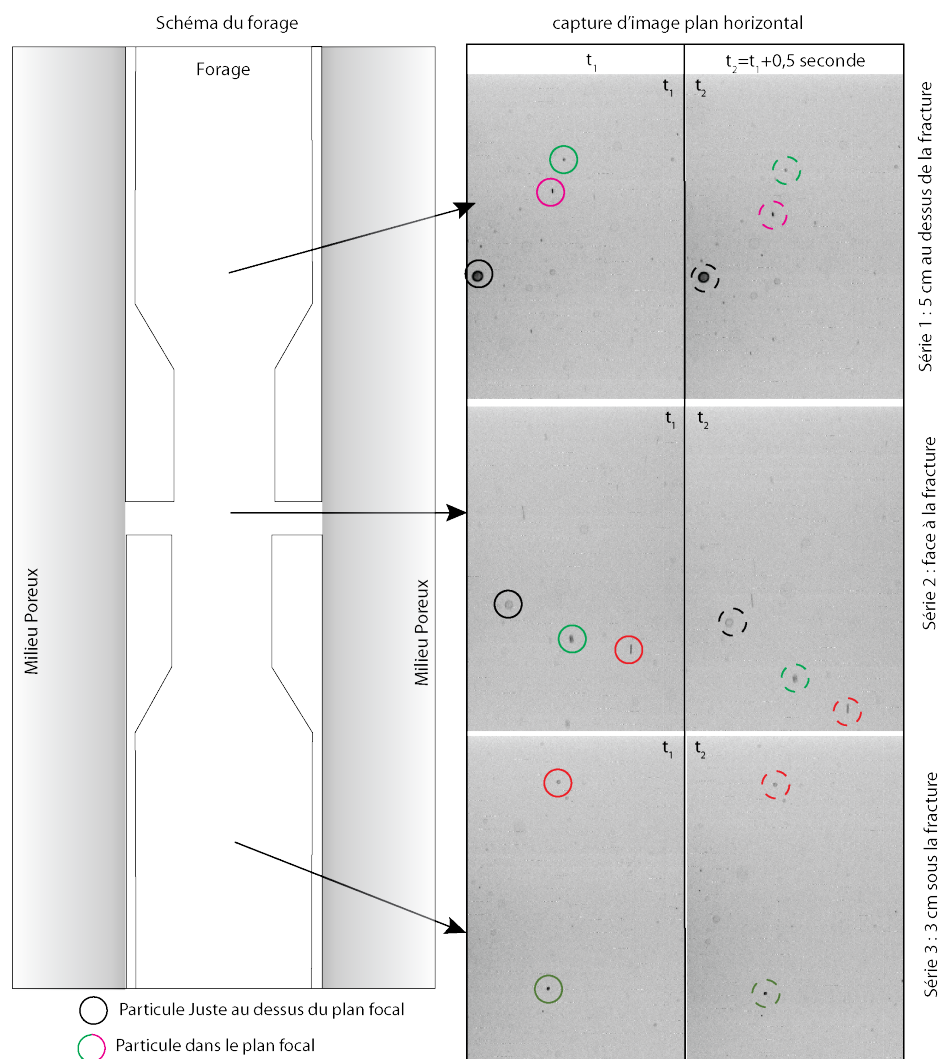 Schéma du forage
capture d’image plan horizontal
Forage
t₁
t₂=t₁+0,5 seconde
t₁
t₂
Série 1 : 5 cm au dessus de la fracture
t₁
t₂
Série 2 : face à la fracture
Milieu Poreux
Milieu Poreux
t₁
t₂
Série 3 : 3 cm sous la fracture
Particule Juste au dessus du plan focal
Particule dans le plan focal